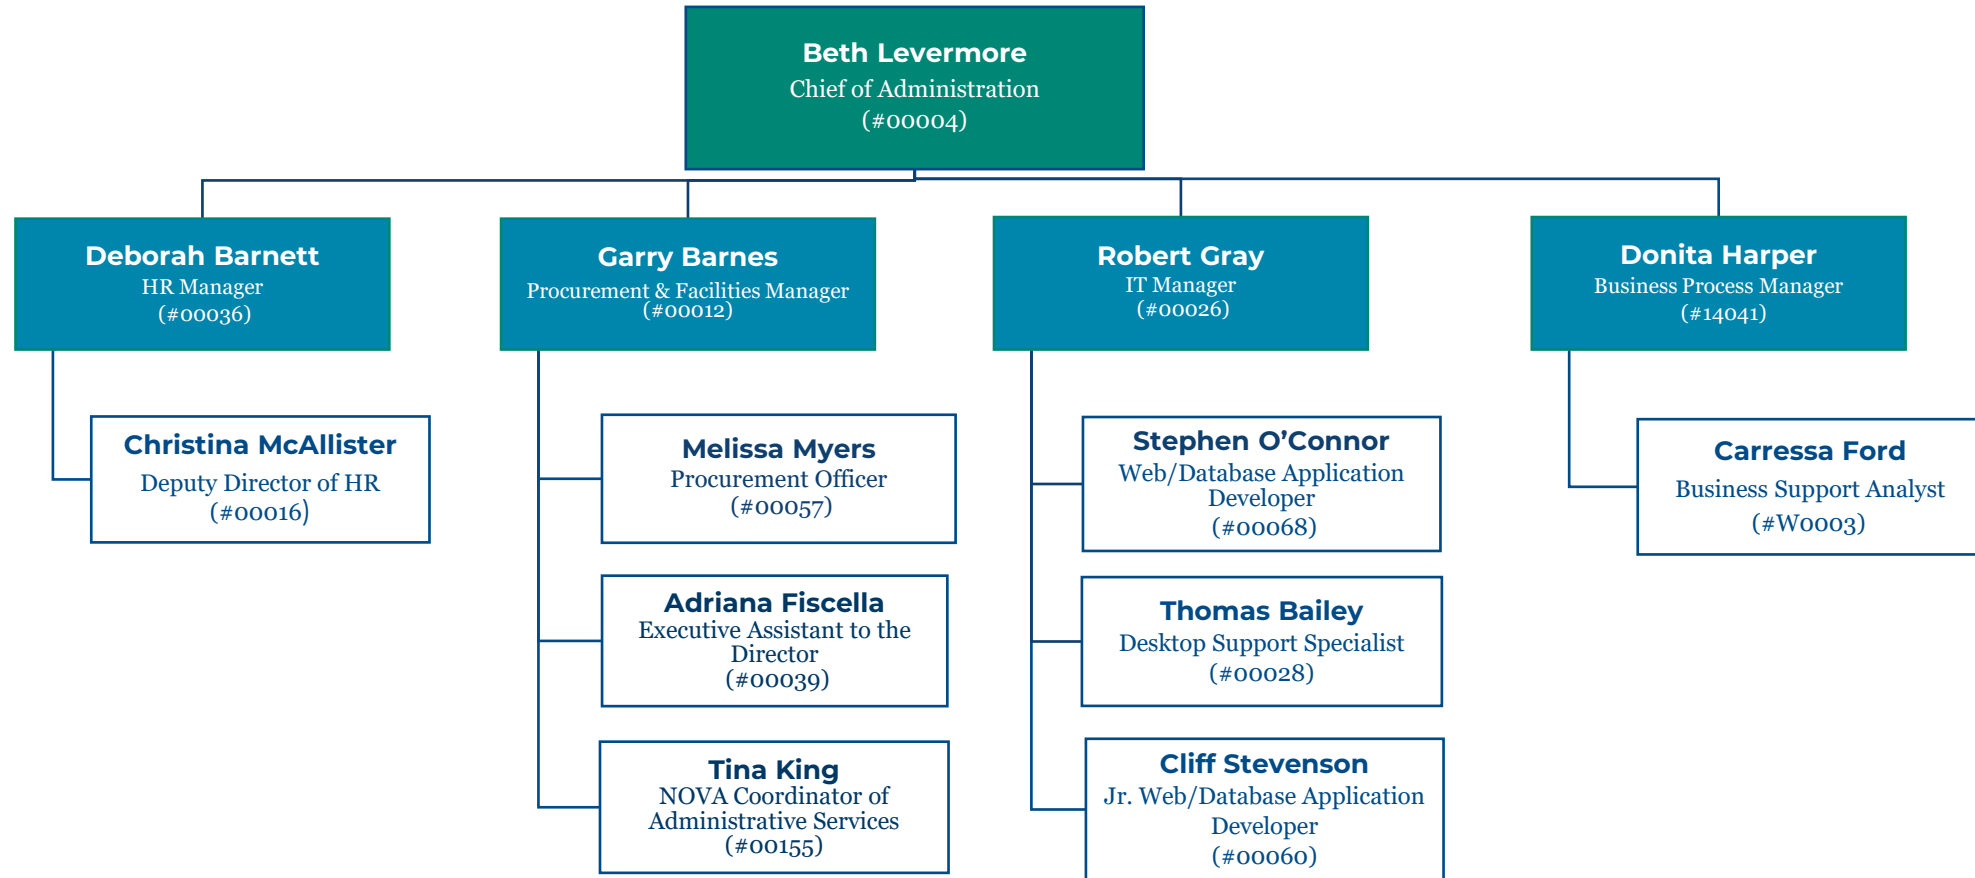 Beth Levermore
Chief of Administration
(#00004)
Deborah Barnett
HR Manager
(#00036)
Garry Barnes
Procurement & Facilities Manager
(#00012)
Robert Gray
IT Manager
(#00026)
Donita Harper
Business Process Manager
(#14041)
Christina McAllister
Deputy Director of HR
(#00016)
Melissa Myers
Procurement Officer
(#00057)
Stephen O’Connor
Web/Database Application
Developer
(#00068)
Carressa Ford
Business Support Analyst
(#W0003)
Adriana Fiscella
Executive Assistant to the
Director
(#00039)
Thomas Bailey
Desktop Support Specialist
(#00028)
Tina King
NOVA Coordinator of
Administrative Services
(#00155)
Cliff Stevenson
Jr. Web/Database Application
Developer
(#00060)